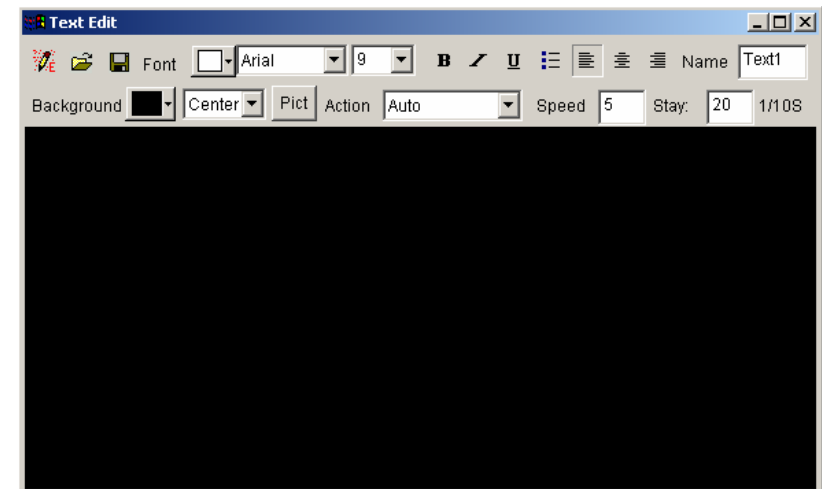 Text Edit
Font Arial 9 B I U Name Text1
Background Center Pict Action Auto Speed 5 Stay: 20 1/10S